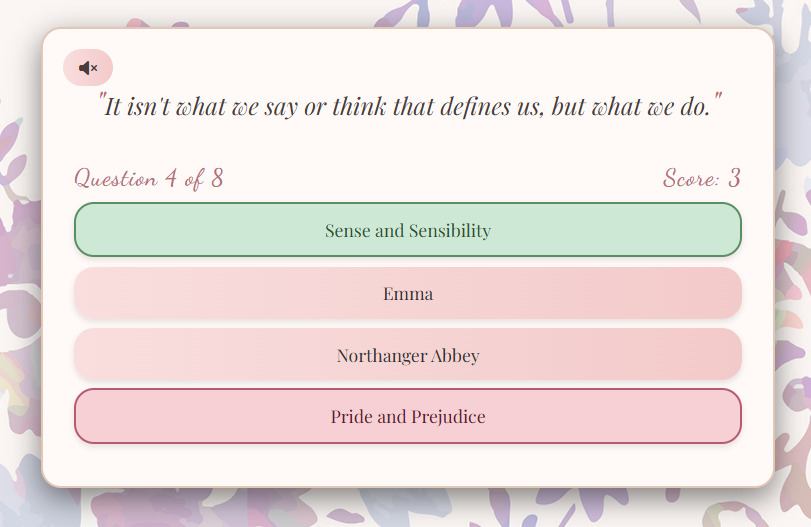 "It isn't what we say or think that defines us, but what we do."
Question 4 of 8
Score: 3
Sense and Sensibility
Emma
Northanger Abbey
Pride and Prejudice